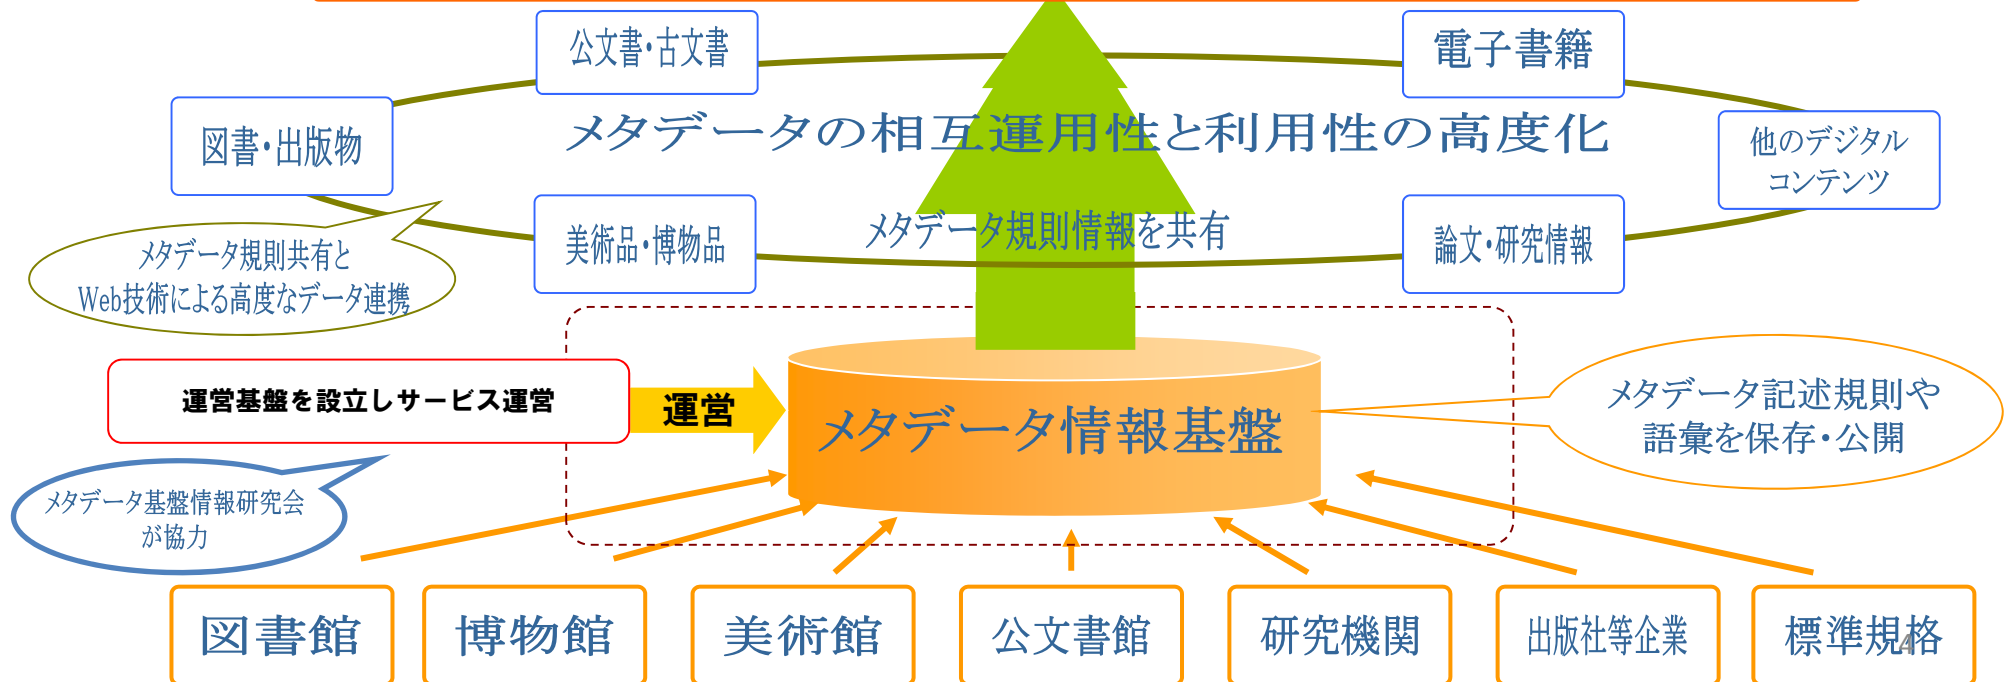 公文書・古文書
電子書籍
図書・出版物
メタデータの相互運用性と利用性の高度化
他のデジタル
コンテンツ
美術品・博物品
メタデータ規則情報を共有
論文・研究情報
メタデータ規則共有と
Web技術による高度なデータ連携
運営基盤を設立しサービス運営
運営
メタデータ情報基盤
メタデータ記述規則や
語彙を保存・公開
メタデータ基盤情報研究会
が協力
図書館
博物館
美術館
公文書館
研究機関
出版社等企業
標準規格
4